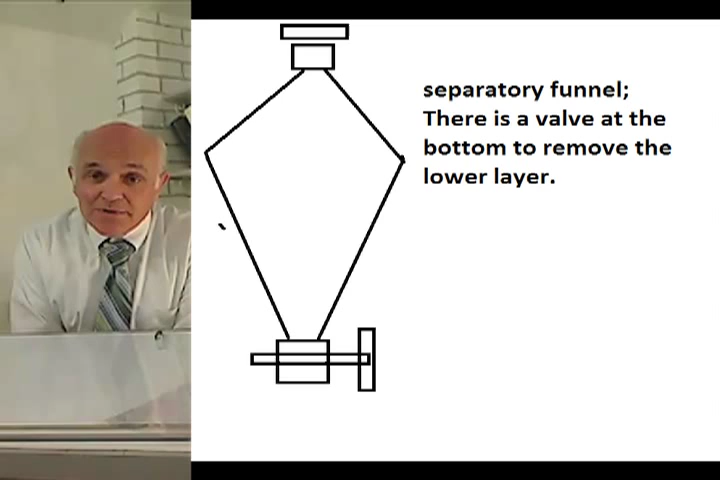 separatory funnel;
There is a valve at the
bottom to remove the
lower layer.